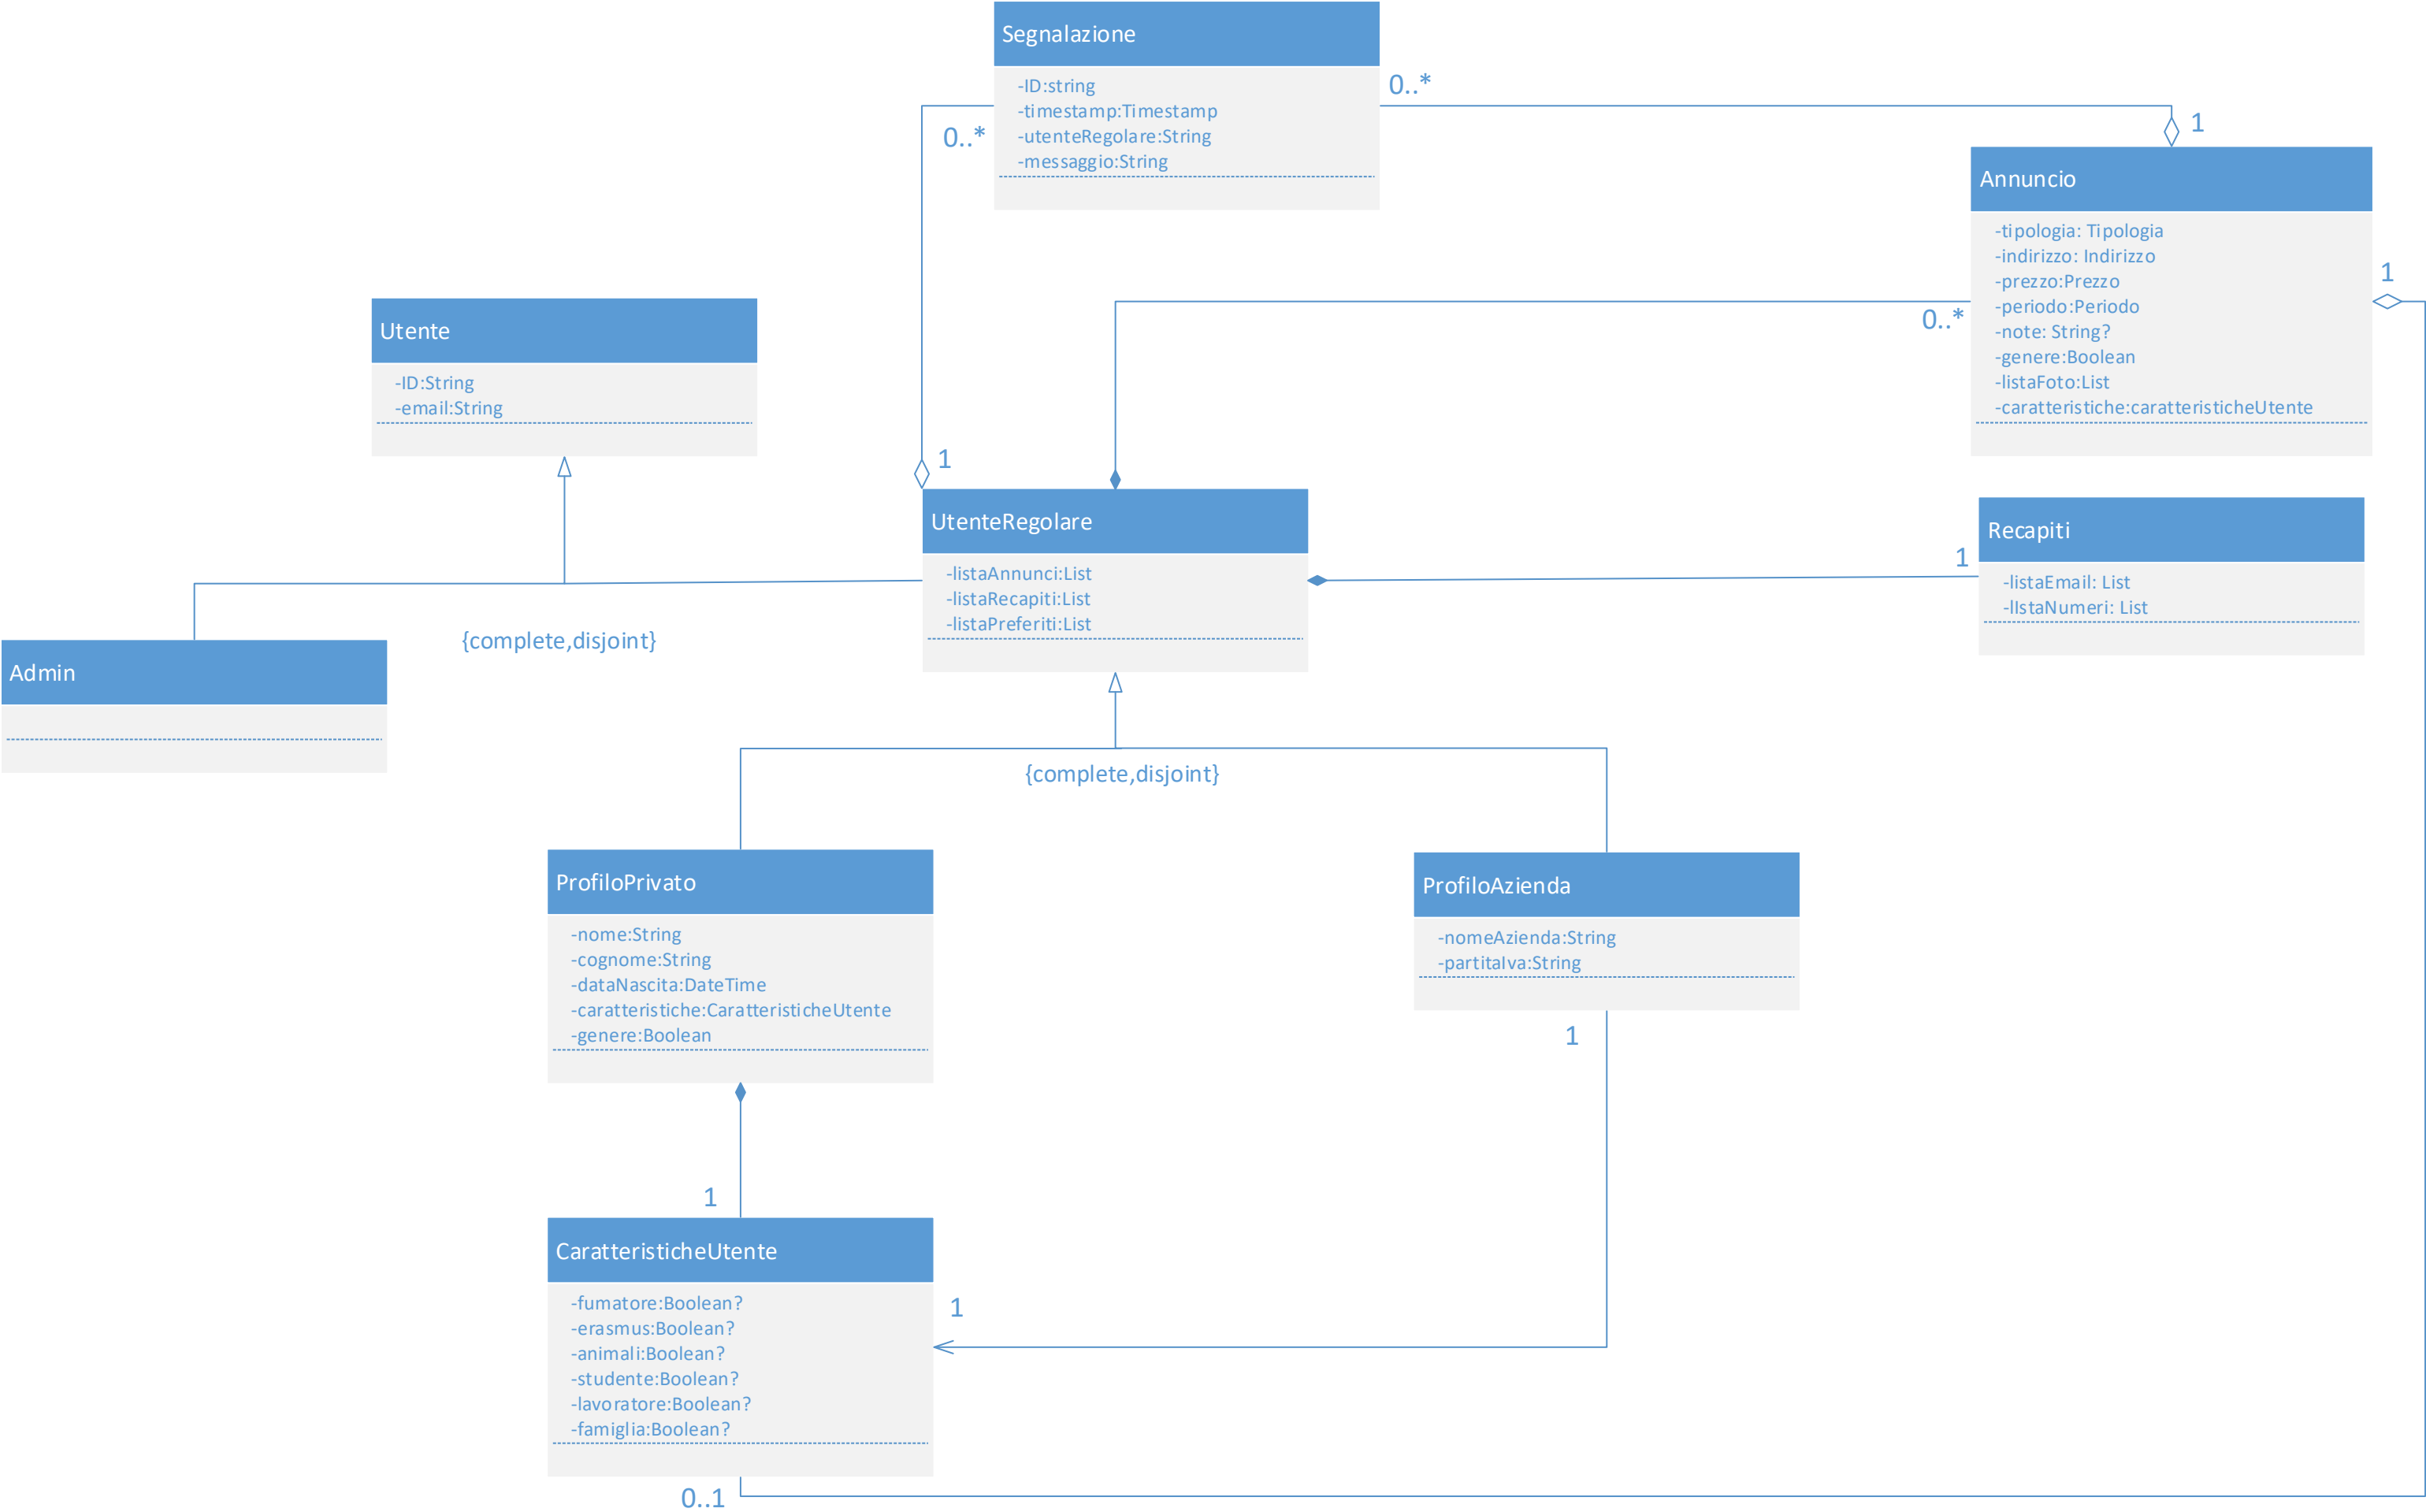 Segnalazione
-ID:string
-timestamp:Timestamp
-utenteRegolare:String
-messaggio:String
0..*
0..*
1
Annuncio
-tipologia: Tipologia
-indirizzo: Indirizzo
-prezzo:Prezzo
-periodo:Periodo
-note: String?
-genere:Boolean
-listaFoto:List
-caratteristiche:caratteristicheUtente
1
0..*
Utente
-ID:String
-email:String
1
UtenteRegolare
-listaAnnunci:List
-listaRecapiti:List
-listaPreferiti:List
1
Recapiti
-listaEmail: List
-lIstaNumeri: List
{complete,disjoint}
Admin
{complete,disjoint}
ProfiloPrivato
-nome:String
-cognome:String
-dataNascita:DateTime
-caratteristiche:CaratteristicheUtente
-genere:Boolean
ProfiloAzienda
-nomeAzienda:String
-partitaIva:String
1
1
CaratteristicheUtente
-fumatore:Boolean?
-erasmus:Boolean?
-animali:Boolean?
-studente:Boolean?
-lavoratore:Boolean?
-famiglia:Boolean?
1
0..1